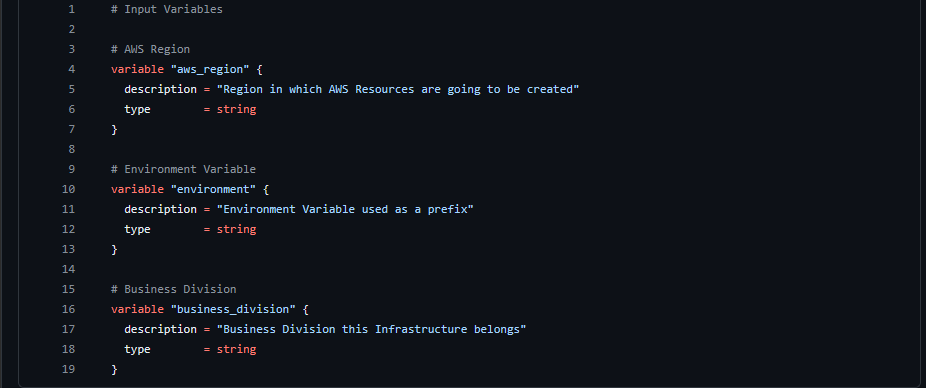 1 # Input Variables
2
3 # AWS Region
4 variable "aws_region" {
5   description = "Region in which AWS Resources are going to be created"
6   type        = string
7 }
8
9 # Environment Variable
10 variable "environment" {
11   description = "Environment Variable used as a prefix"
12   type        = string
13 }
14
15 # Business Division
16 variable "business_division" {
17   description = "Business Division this Infrastructure belongs"
18   type        = string
19 }